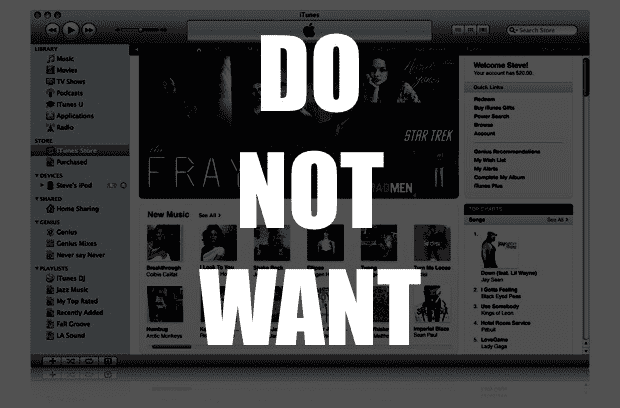 iTunes
Search Store
LIBRARY
Music
Movies
TV Shows
Podcasts
iTunes U
Applications
Radio
STORE
iTunes Store
Purchased
DEVICES
Steve's iPod
SHARED
Home Sharing
GENIUS
Genius
Genius Mixes
Never say Never
PLAYLISTS
iTunes DJ
Jazz Music
My Top Rated
Recently Added
Fall Groove
LA Sound
DO
NOT
WANT
The
FRAY
STAR TREK
MAD MEN
New Music
See All >
Breakthrough
Colbie Caillat
I Look To You
Humbug
Arctic Monkeys
Imperial Blaze
Sean Paul
Welcome Steve!
Your account has $20.00.
Quick Links
Redeem
Buy iTunes Gifts
Power Search
Browse
Account
Genius Recommendations
My Wish List
My Alerts
Complete My Album
iTunes Plus
TOP CHARTS
Songs
See All >
1.
Down (feat. Lil Wayne)
Jay Sean
2. I Gotta Feeling
Black Eyed Peas
3. Use Somebody
Kings of Leon
4. Hotel Room Service
Pitbull
5. LoveGame
Lady Gaga